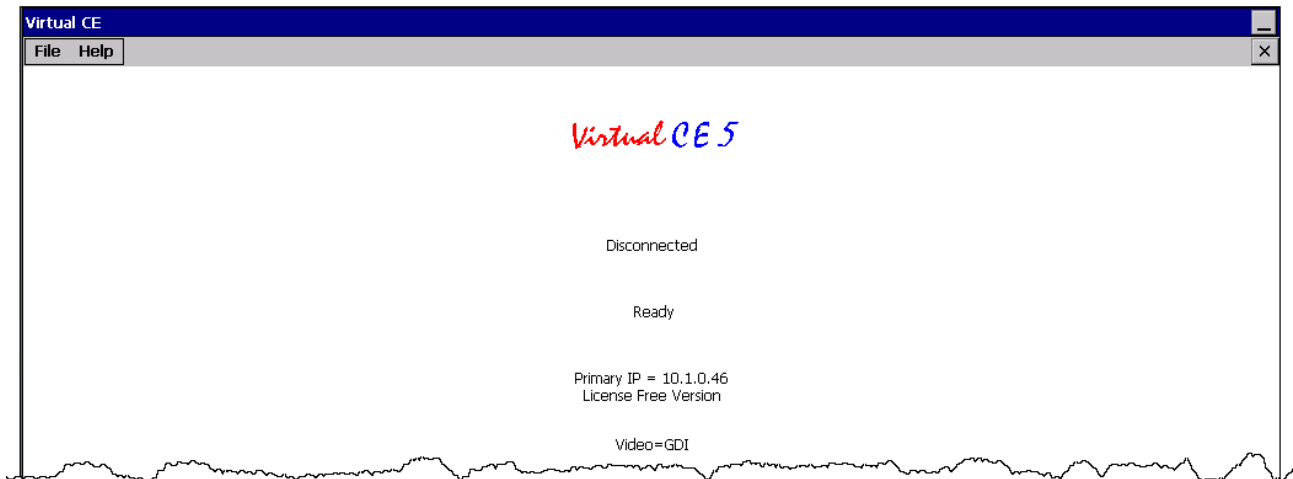 Virtual CE
File Help
Virtual CE 5
Disconnected
Ready
Primary IP = 10.1.0.46
License Free Version
Video=GDI